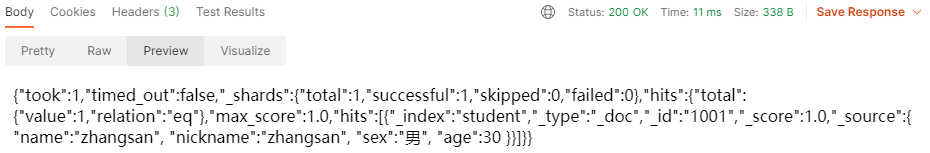 Body Cookies Headers (3) Test Results Status: 200 OK Time: 11 ms Size: 338 B Save Response
Pretty Raw Preview Visualize
{"took":1,"timed_out":false,"_shards":{"total":1,"successful":1,"skipped":0,"failed":0},"hits":{"total":
{"value":1,"relation":"eq"},"max_score":1.0,"hits":[{"_index":"student","_type":"_doc","_id":"1001","_score":1.0,"_source":{
"name":"zhangsan", "nickname":"zhangsan", "sex":"男", "age":30 }}]}}